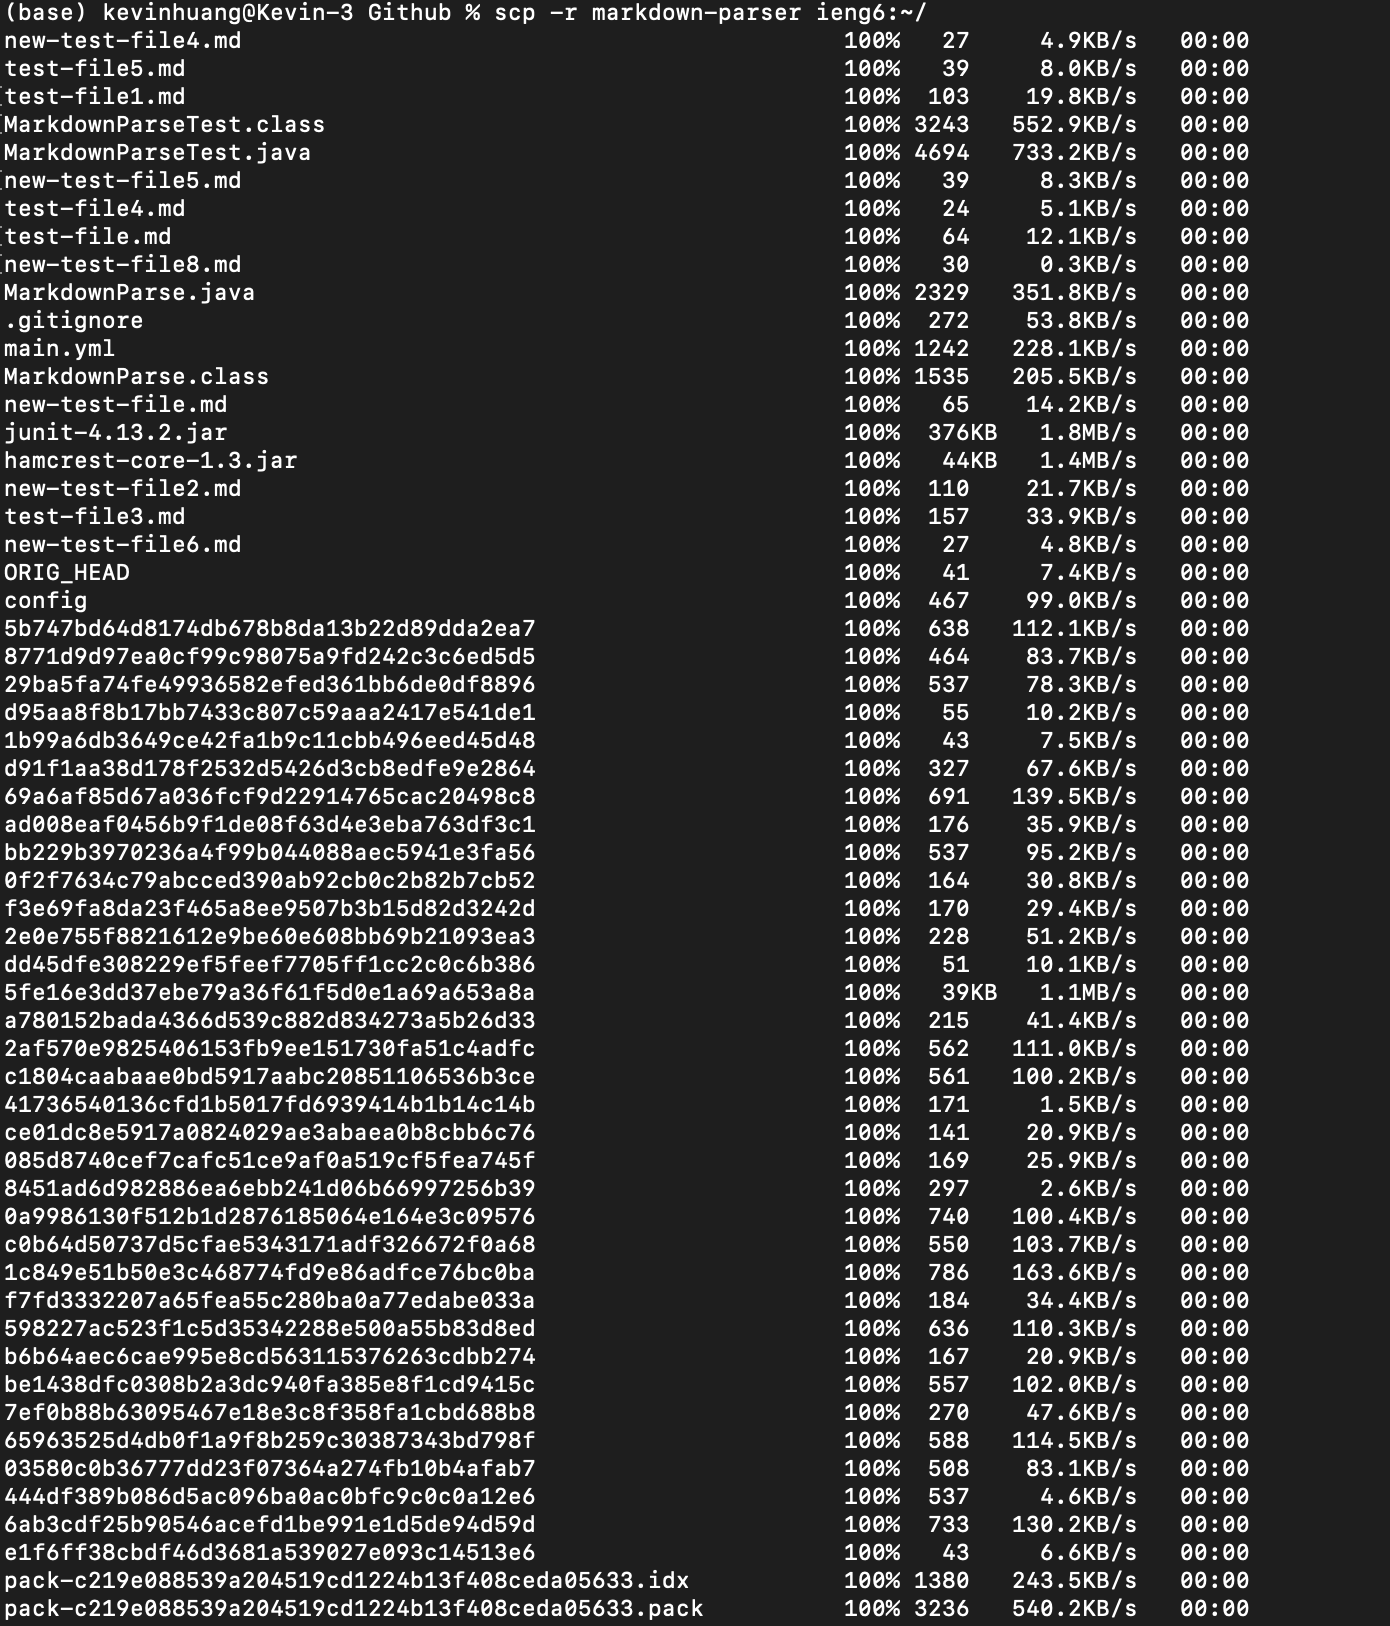 (base) kevinhuang@Kevin-3 Github % scp -r markdown-parser ieng6:~/
new-test-file4.md 100% 27 4.9KB/s 00:00
test-file5.md 100% 39 8.0KB/s 00:00
test-file1.md 100% 103 19.8KB/s 00:00
MarkdownParseTest.class 100% 3243 552.9KB/s 00:00
MarkdownParseTest.java 100% 4694 733.2KB/s 00:00
new-test-file5.md 100% 39 8.3KB/s 00:00
test-file4.md 100% 24 5.1KB/s 00:00
test-file.md 100% 64 12.1KB/s 00:00
new-test-file8.md 100% 30 0.3KB/s 00:00
MarkdownParse.java 100% 2329 351.8KB/s 00:00
.gitignore 100% 272 53.8KB/s 00:00
main.yml 100% 1242 228.1KB/s 00:00
MarkdownParse.class 100% 1535 205.5KB/s 00:00
new-test-file.md 100% 65 14.2KB/s 00:00
junit-4.13.2.jar 100% 376KB 1.8MB/s 00:00
hamcrest-core-1.3.jar 100% 44KB 1.4MB/s 00:00
new-test-file2.md 100% 110 21.7KB/s 00:00
test-file3.md 100% 157 33.9KB/s 00:00
new-test-file6.md 100% 27 4.8KB/s 00:00
ORIG_HEAD 100% 41 7.4KB/s 00:00
config 100% 467 99.0KB/s 00:00
5b747bd64d8174db678b8da13b22d89dda2ea7 100% 638 112.1KB/s 00:00
8771d9d97ea0cf99c98075a9fd242c3c6ed5d5 100% 464 83.7KB/s 00:00
29ba5fa74fe49936582efed361bb6de0df8896 100% 537 78.3KB/s 00:00
d95aa8f8b17bb7433c807c59aaa2417e541de1 100% 55 10.2KB/s 00:00
1b99a6db3649ce42fa1b9c11cbb496eed45d48 100% 43 7.5KB/s 00:00
d91f1aa38d178f2532d5426d3cb8edfe9e2864 100% 327 67.6KB/s 00:00
69a6af85d67a036fcf9d22914765cac20498c8 100% 691 139.5KB/s 00:00
ad008eaf0456b9f1de08f63d4e3eba763df3c1 100% 176 35.9KB/s 00:00
bb229b3970236a4f99b044088aec5941e3fa56 100% 537 95.2KB/s 00:00
0f2f7634c79abcced390ab92cb0c2b82b7cb52 100% 164 30.8KB/s 00:00
f3e69fa8da23f465a8ee9507b3b15d82d3242d 100% 170 29.4KB/s 00:00
2e0e755f8821612e9be60e608bb69b21093ea3 100% 228 51.2KB/s 00:00
dd45dfe308229ef5feef7705ff1cc2c0c6b386 100% 51 10.1KB/s 00:00
5fe16e3dd37ebe79a36f61f5d0e1a69a653a8a 100% 39KB 1.1MB/s 00:00
a780152bada4366d539c882d834273a5b26d33 100% 215 41.4KB/s 00:00
2af570e9825406153fb9ee151730fa51c4adfc 100% 562 111.0KB/s 00:00
c1804caabaae0bd5917aabc20851106536b3ce 100% 561 100.2KB/s 00:00
41736540136cfd1b5017fd6939414b1b14c14b 100% 171 1.5KB/s 00:00
ce01dc8e5917a0824029ae3abaea0b8cbb6c76 100% 141 20.9KB/s 00:00
085d8740cef7cafc51ce9af0a519cf5fea745f 100% 169 25.9KB/s 00:00
8451ad6d982886ea6ebb241d06b66997256b39 100% 297 2.6KB/s 00:00
0a9986130f512b1d2876185064e164e3c09576 100% 740 100.4KB/s 00:00
c0b64d50737d5cfae5343171adf326672f0a68 100% 550 103.7KB/s 00:00
1c849e51b50e3c468774fd9e86adfce76bc0ba 100% 786 163.6KB/s 00:00
f7fd3332207a65fea55c280ba0a77edabe033a 100% 184 34.4KB/s 00:00
598227ac523f1c5d35342288e500a55b83d8ed 100% 636 110.3KB/s 00:00
b6b64aec6cae995e8cd563115376263cdbb274 100% 167 20.9KB/s 00:00
be1438dfc0308b2a3dc940fa385e8f1cd9415c 100% 557 102.0KB/s 00:00
7ef0b88b63095467e18e3c8f358fa1cbd688b8 100% 270 47.6KB/s 00:00
65963525d4db0f1a9f8b259c30387343bd798f 100% 588 114.5KB/s 00:00
03580c0b36777dd23f07364a274fb10b4afab7 100% 508 83.1KB/s 00:00
444df389b086d5ac096ba0ac0bfc9c0c0a12e6 100% 537 4.6KB/s 00:00
6ab3cdf25b90546acefd1be991e1d5de94d59d 100% 733 130.2KB/s 00:00
e1f6ff38cbdf46d3681a539027e093c14513e6 100% 43 6.6KB/s 00:00
pack-c219e088539a204519cd1224b13f408ceda05633.idx 100% 1380 243.5KB/s 00:00
pack-c219e088539a204519cd1224b13f408ceda05633.pack 100% 3236 540.2KB/s 00:00